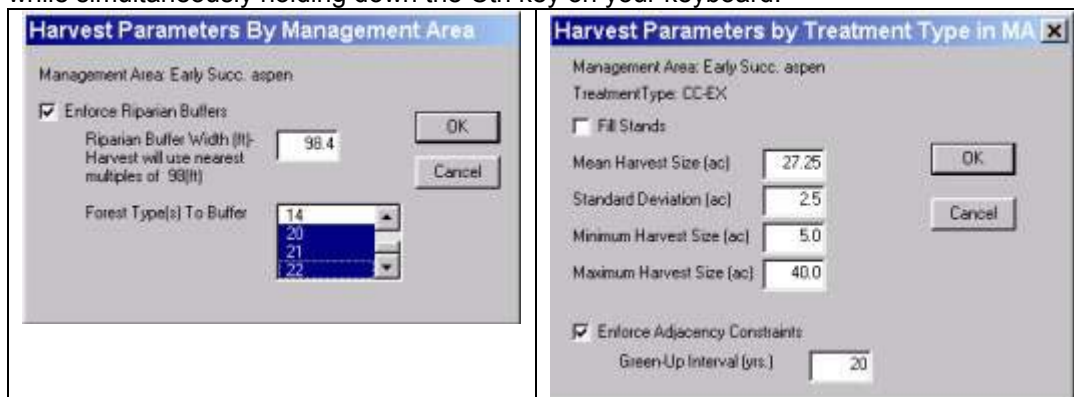 while simultaneously holding down the Ctrl key on your keyboard.
Harvest Parameters By Management Area
Management Area: Early Succ. aspen
Enforce Riparian Buffers
Riparian Buffer Width (ft)-
Harvest will use nearest
multiples of 98(ft)
98.4
OK
Cancel
Forest Type(s) To Buffer
14
20
21
22
Harvest Parameters by Treatment Type in MA
Management Area: Early Succ. aspen
TreatmentType: CC-EX
Fill Stands
Mean Harvest Size (ac) 27.25
OK
Standard Deviation (ac) 2.5
Cancel
Minimum Harvest Size (ac) 5.0
Maximum Harvest Size (ac) 40.0
Enforce Adjacency Constraints
Green-Up Interval (yrs.) 20